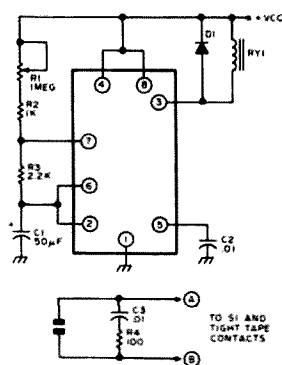 +VCC
D1
RY1
R1
1MEG
4
8
3
R2
1K
7
R3
2.2K
6
2
5
+
C1
50µF
1
C2
.01
C3
.01
R4
100
A
B
TO S1 AND
TIGHT TAPE
CONTACTS